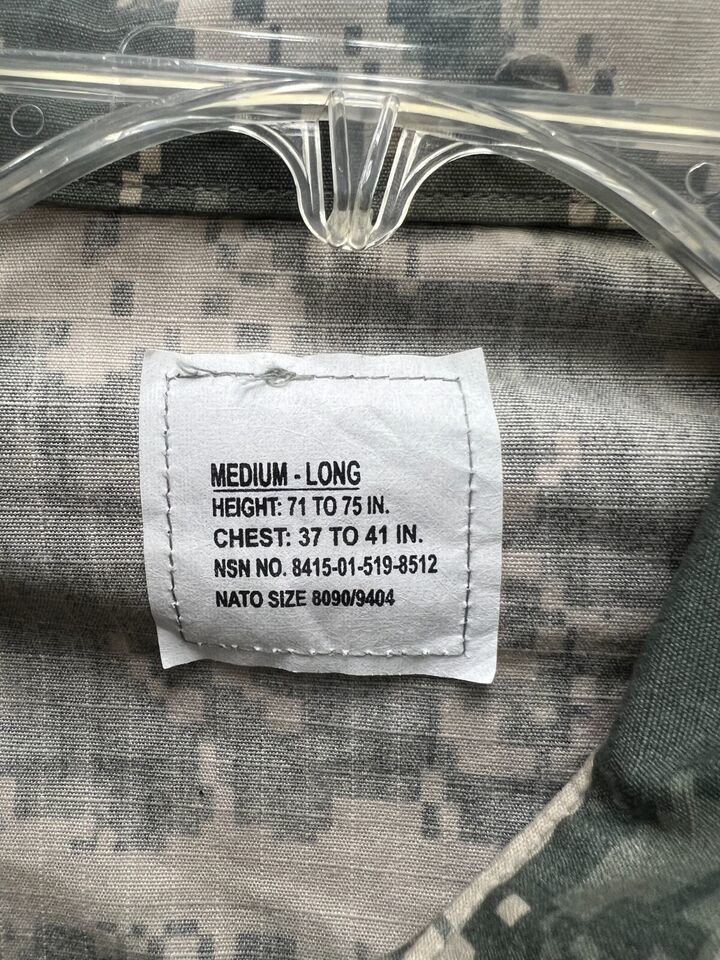 MEDIUM - LONG
HEIGHT: 71 TO 75 IN.
CHEST: 37 TO 41 IN.
NSN NO. 8415-01-519-8512
NATO SIZE 8090/9404